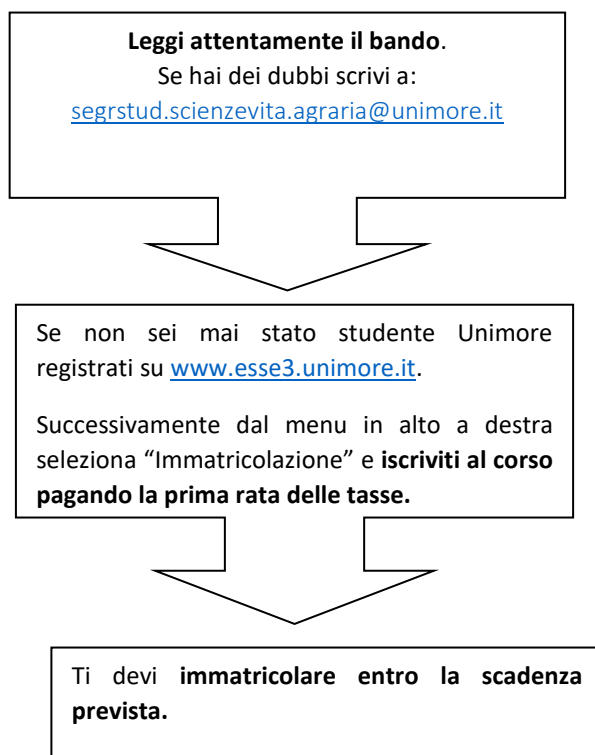 Leggi attentamente il bando.
Se hai dei dubbi scrivi a:
segrstud.scienzevita.agraria@unimore.it
Se non sei mai stato studente Unimore
registrati su www.esse3.unimore.it.
Successivamente dal menu in alto a destra
seleziona “Immatricolazione” e iscriviti al corso
pagando la prima rata delle tasse.
Ti devi immatricolare entro la scadenza
prevista.